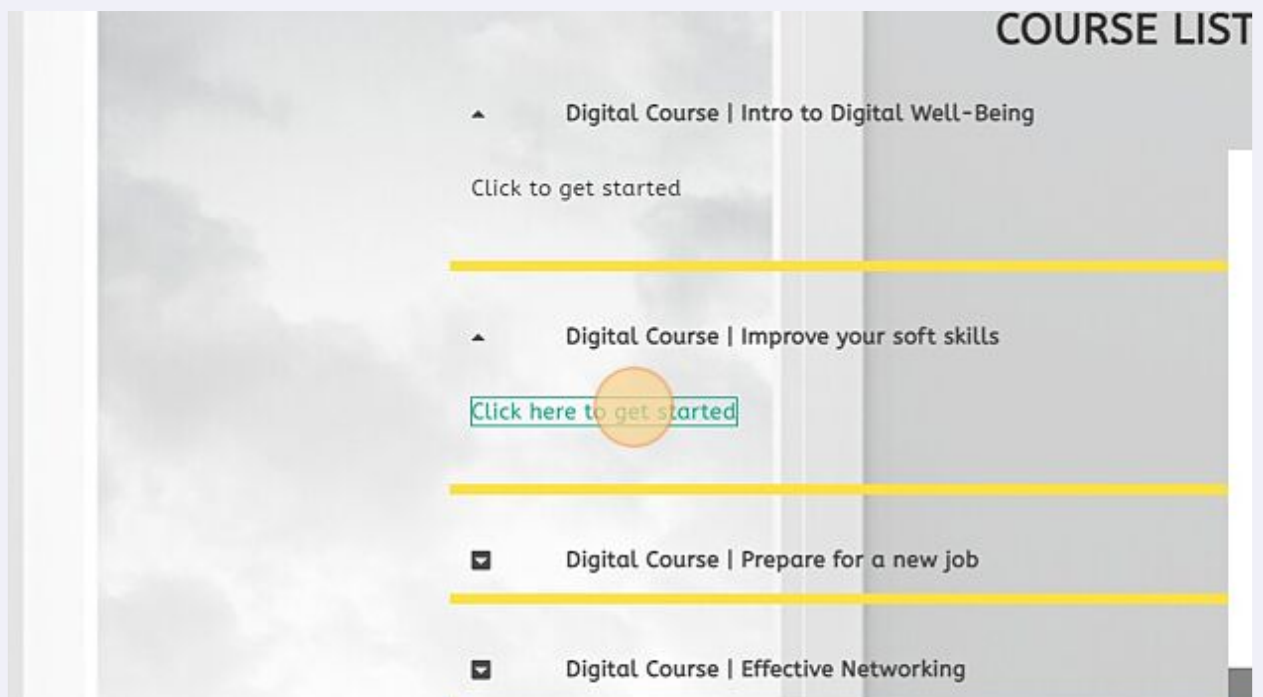 COURSE LIST
Digital Course | Intro to Digital Well-Being
Click to get started
Digital Course | Improve your soft skills
Click here to get started
Digital Course | Prepare for a new job
Digital Course | Effective Networking